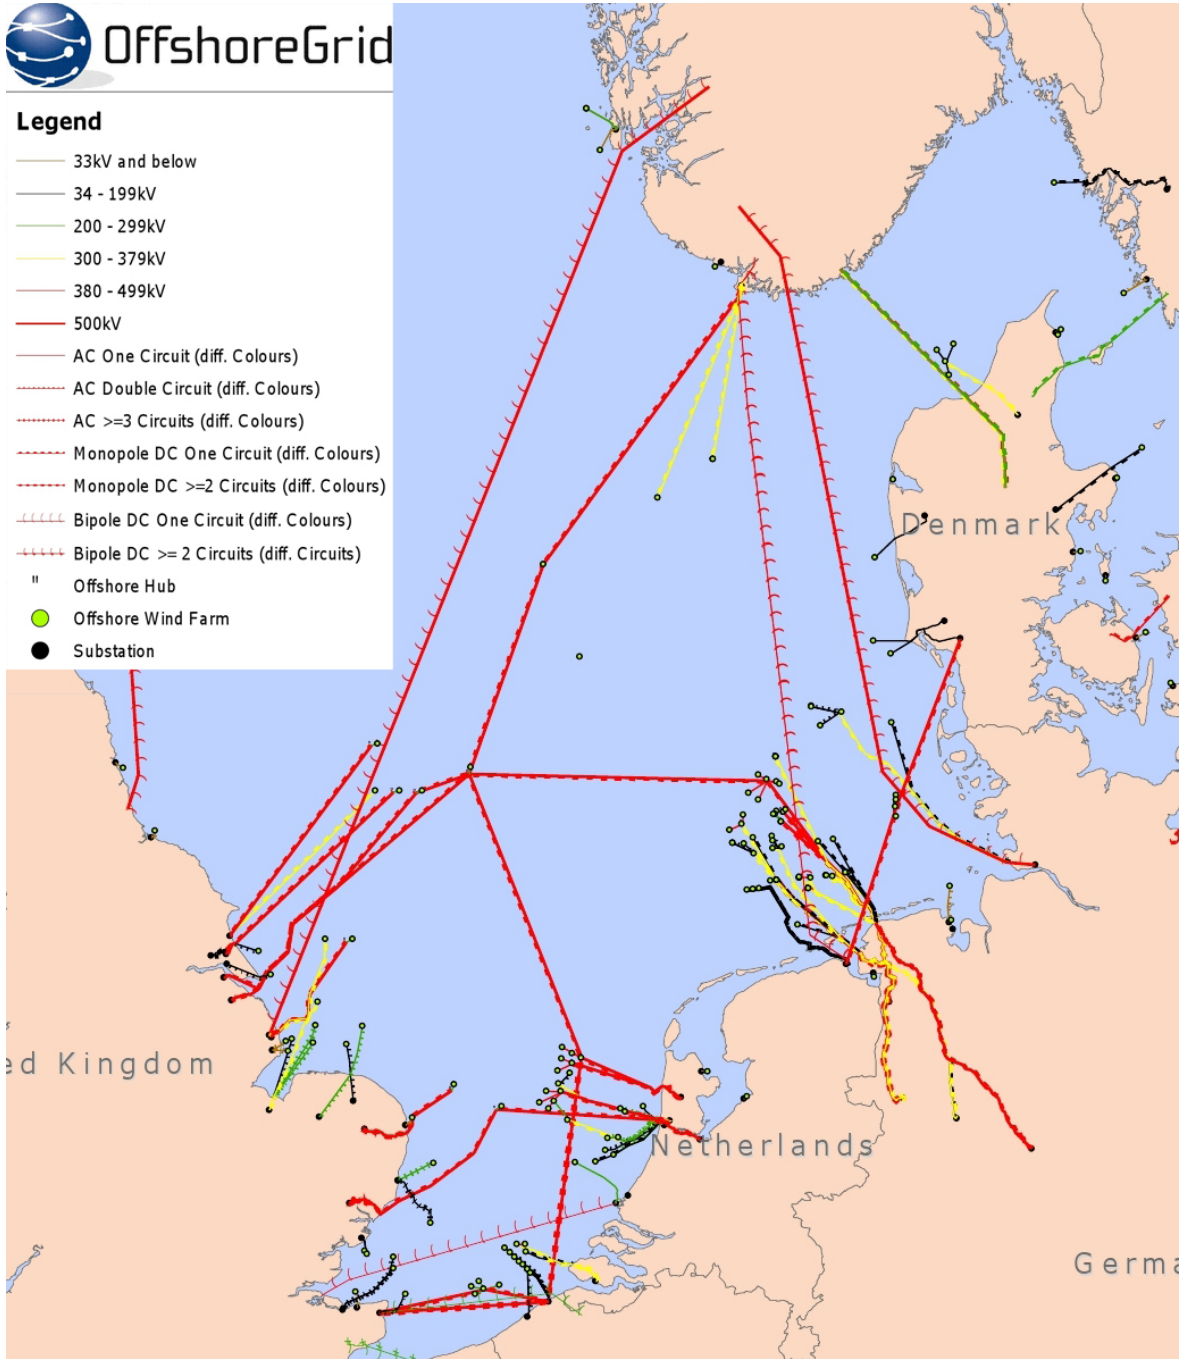 OffshoreGrid
Legend
33kV and below
34 - 199kV
200 - 299kV
300 - 379kV
380 - 499kV
500kV
AC One Circuit (diff. Colours)
AC Double Circuit (diff. Colours)
AC >=3 Circuits (diff. Colours)
Monopole DC One Circuit (diff. Colours)
Monopole DC >=2 Circuits (diff. Colours)
Bipole DC One Circuit (diff. Colours)
Bipole DC >= 2 Circuits (diff. Circuits)
" Offshore Hub
Offshore Wind Farm
Substation
Denmark
ed Kingdom
Netherlands
Germa